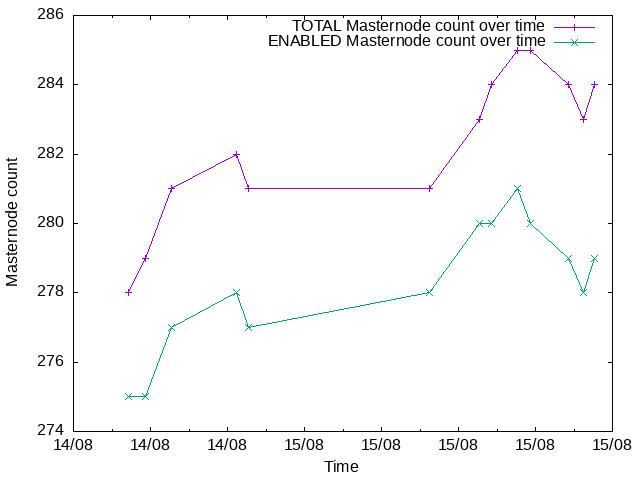 286
284
282
280
278
276
274
Masternode count
TOTAL Masternode count over time
ENABLED Masternode count over time
14/08 14/08 14/08 15/08 15/08 15/08 15/08 15/08
Time